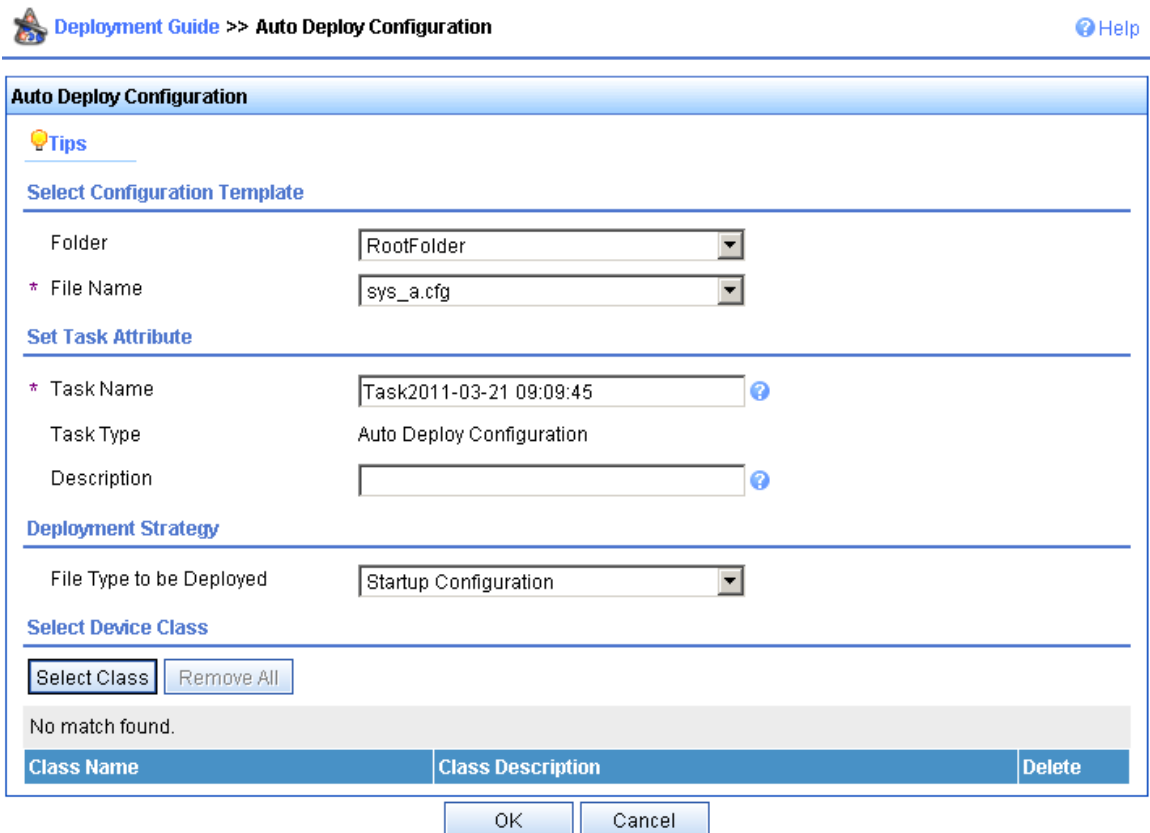 Deployment Guide >> Auto Deploy Configuration Help
Auto Deploy Configuration
Tips
Select Configuration Template
Folder RootFolder
* File Name sys_a.cfg
Set Task Attribute
* Task Name Task2011-03-21 09:09:45
Task Type Auto Deploy Configuration
Description
Deployment Strategy
File Type to be Deployed Startup Configuration
Select Device Class
Select Class Remove All
No match found.
Class Name Class Description Delete
OK Cancel